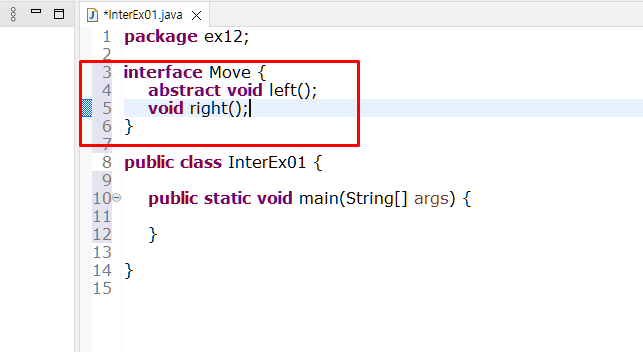 *InterEx01.java
1 package ex12;
2
3 interface Move {
4 abstract void left();
5 void right();
6 }
7
8 public class InterEx01 {
9
10 public static void main(String[] args) {
11
12 }
13
14 }
15